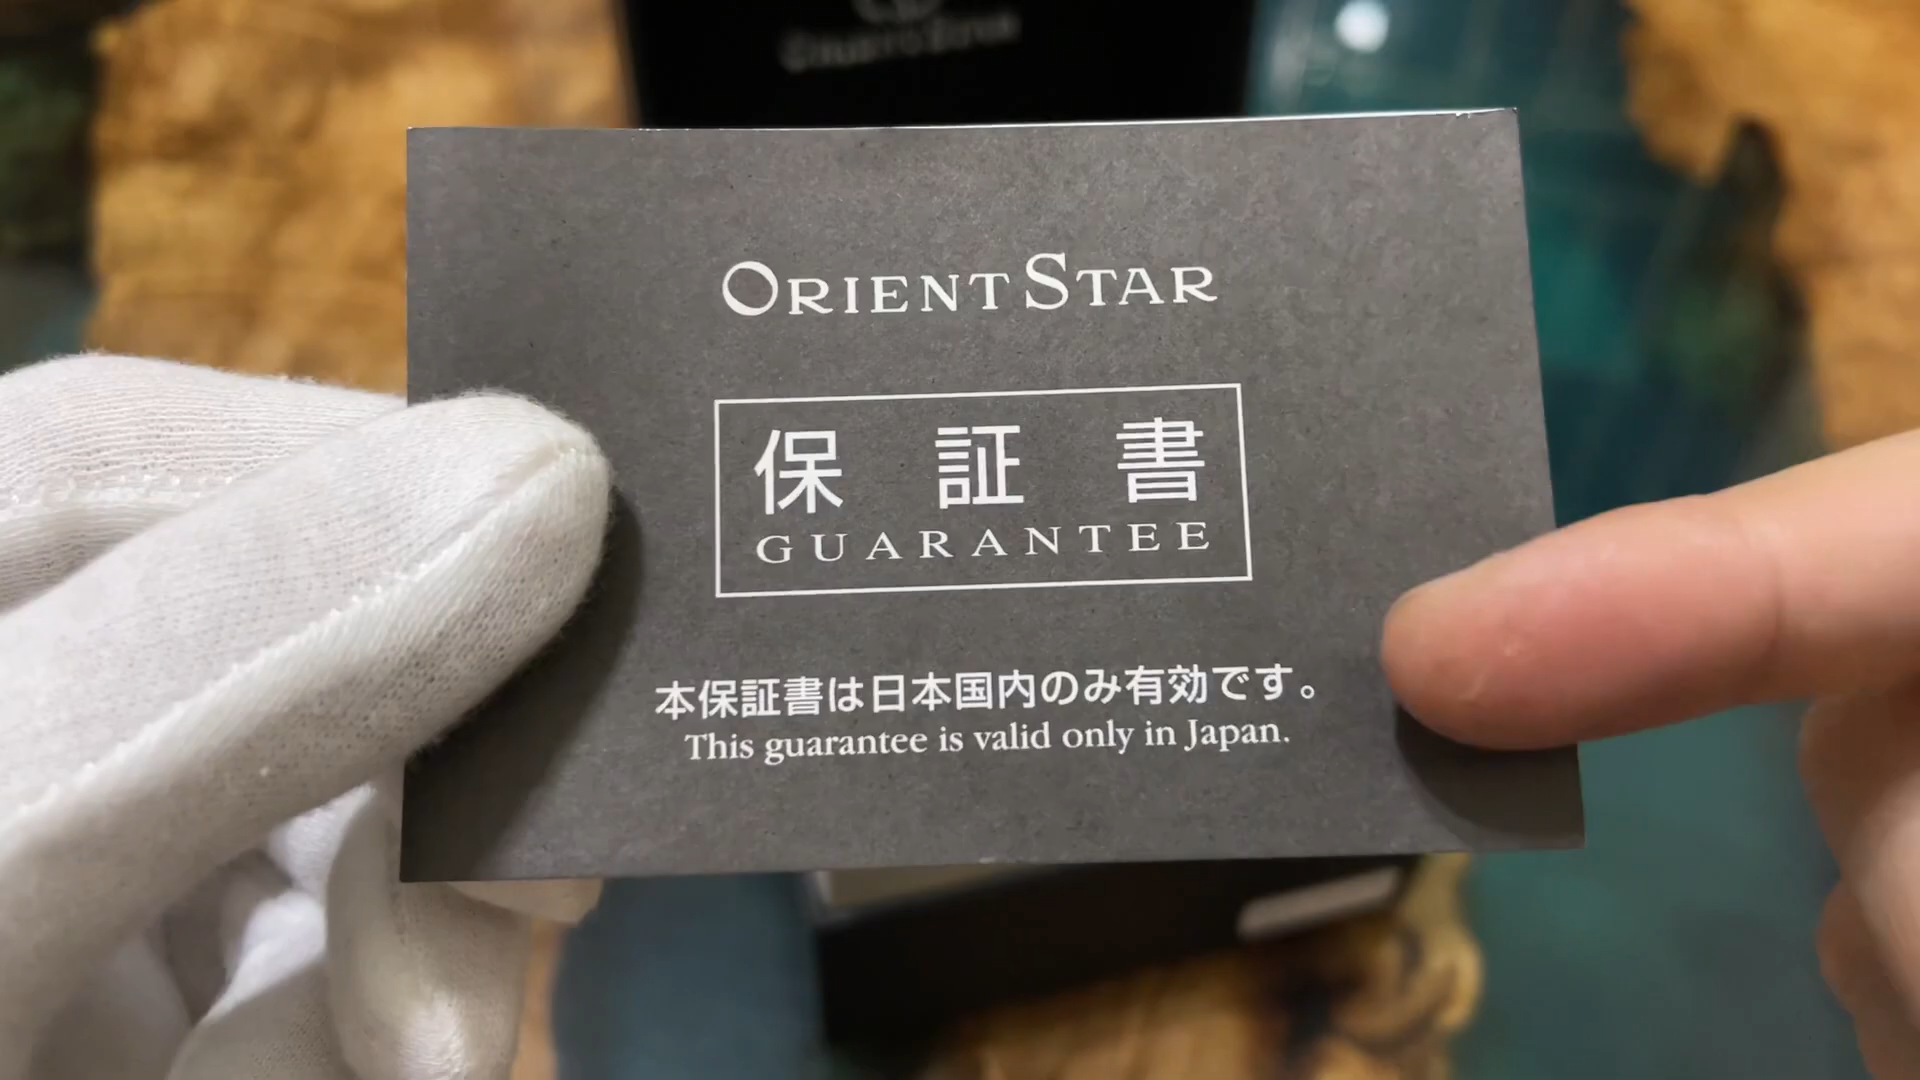 ORIENT STAR
保証書
GUARANTEE
本保証書は日本国内のみ有効です。
This guarantee is valid only in Japan.